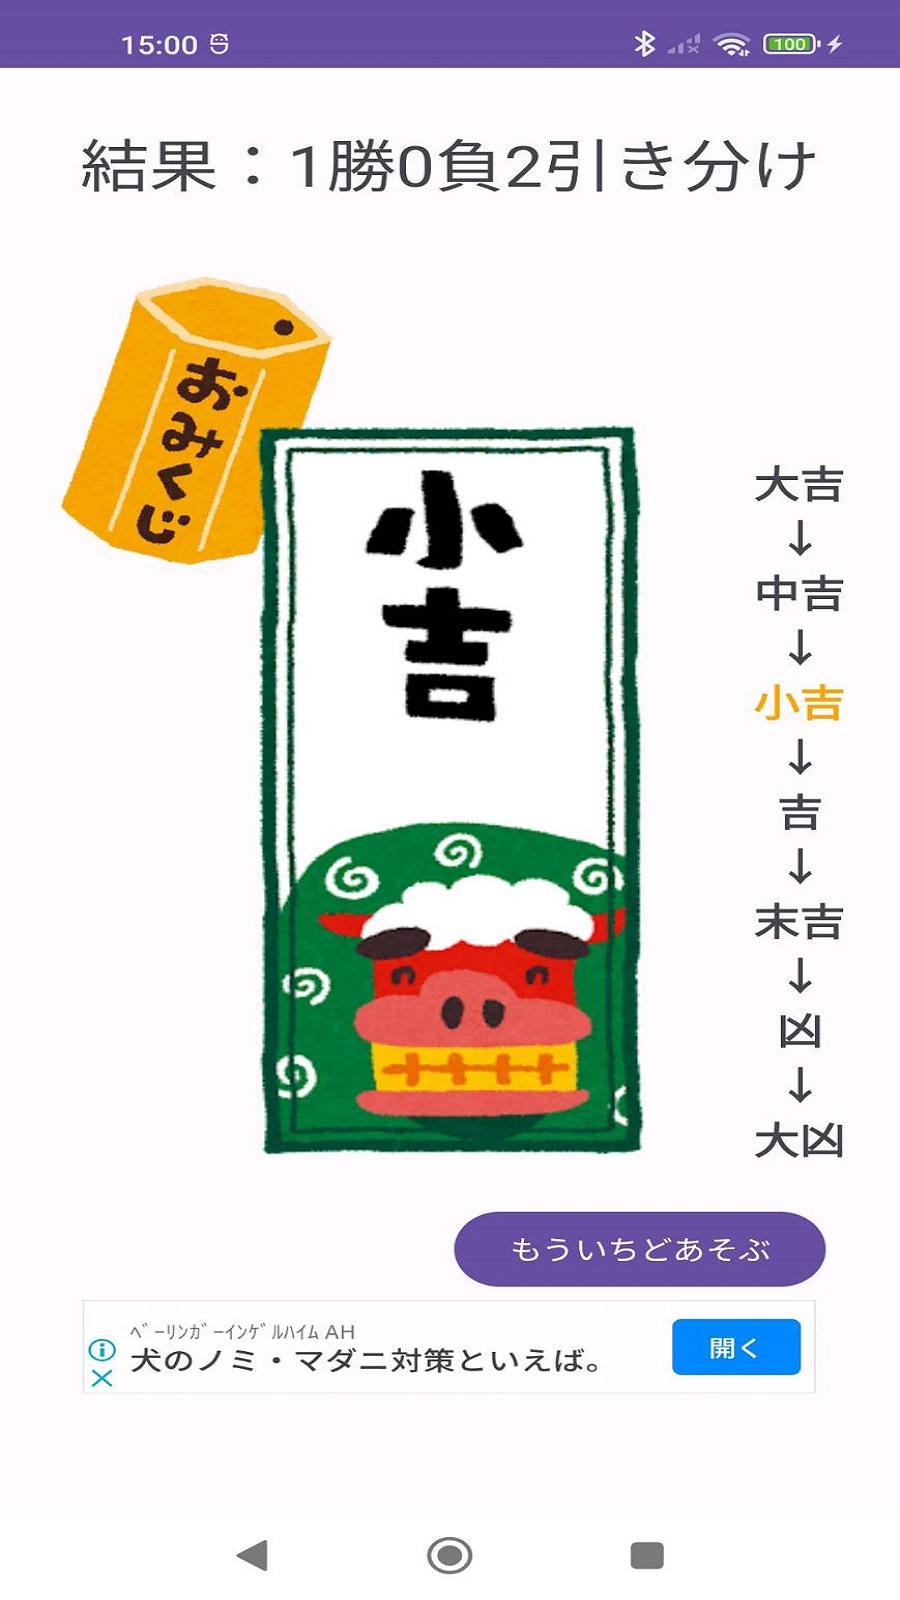 15:00
100
結果：1勝0負2引き分け
おみくじ
小吉
大吉
↓
中吉
↓
小吉
↓
吉
↓
末吉
↓
凶
↓
大凶
もういちどあそぶ
ﾍﾞｰﾘﾝｶﾞｰｲﾝｹﾞﾙﾊｲﾑ AH
犬のノミ・マダニ対策といえば。
開く